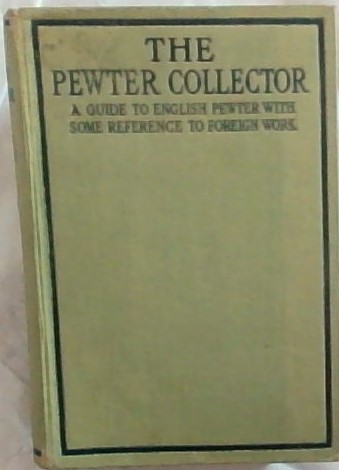 THE
PEWTER COLLECTOR
A GUIDE TO ENGLISH PEWTER WITH
SOME REFERENCE TO FOREIGN WORK.